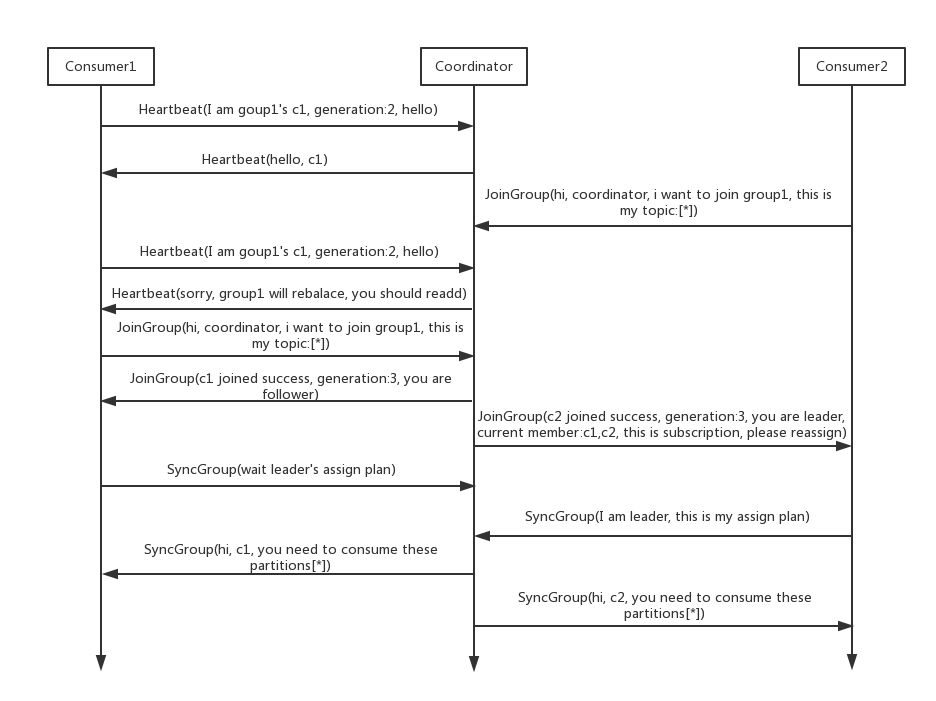 Consumer1
Coordinator
Consumer2
Heartbeat(I am goup1's c1, generation:2, hello)
Heartbeat(hello, c1)
JoinGroup(hi, coordinator, i want to join group1, this is
my topic:[*])
Heartbeat(I am goup1's c1, generation:2, hello)
Heartbeat(sorry, group1 will rebalace, you should readd)
JoinGroup(hi, coordinator, i want to join group1, this is
my topic:[*])
JoinGroup(c1 joined success, generation:3, you are
follower)
JoinGroup(c2 joined success, generation:3, you are leader,
current member:c1,c2, this is subscription, please reassign)
SyncGroup(wait leader's assign plan)
SyncGroup(I am leader, this is my assign plan)
SyncGroup(hi, c1, you need to consume these
partitions[*])
SyncGroup(hi, c2, you need to consume these
partitions[*])